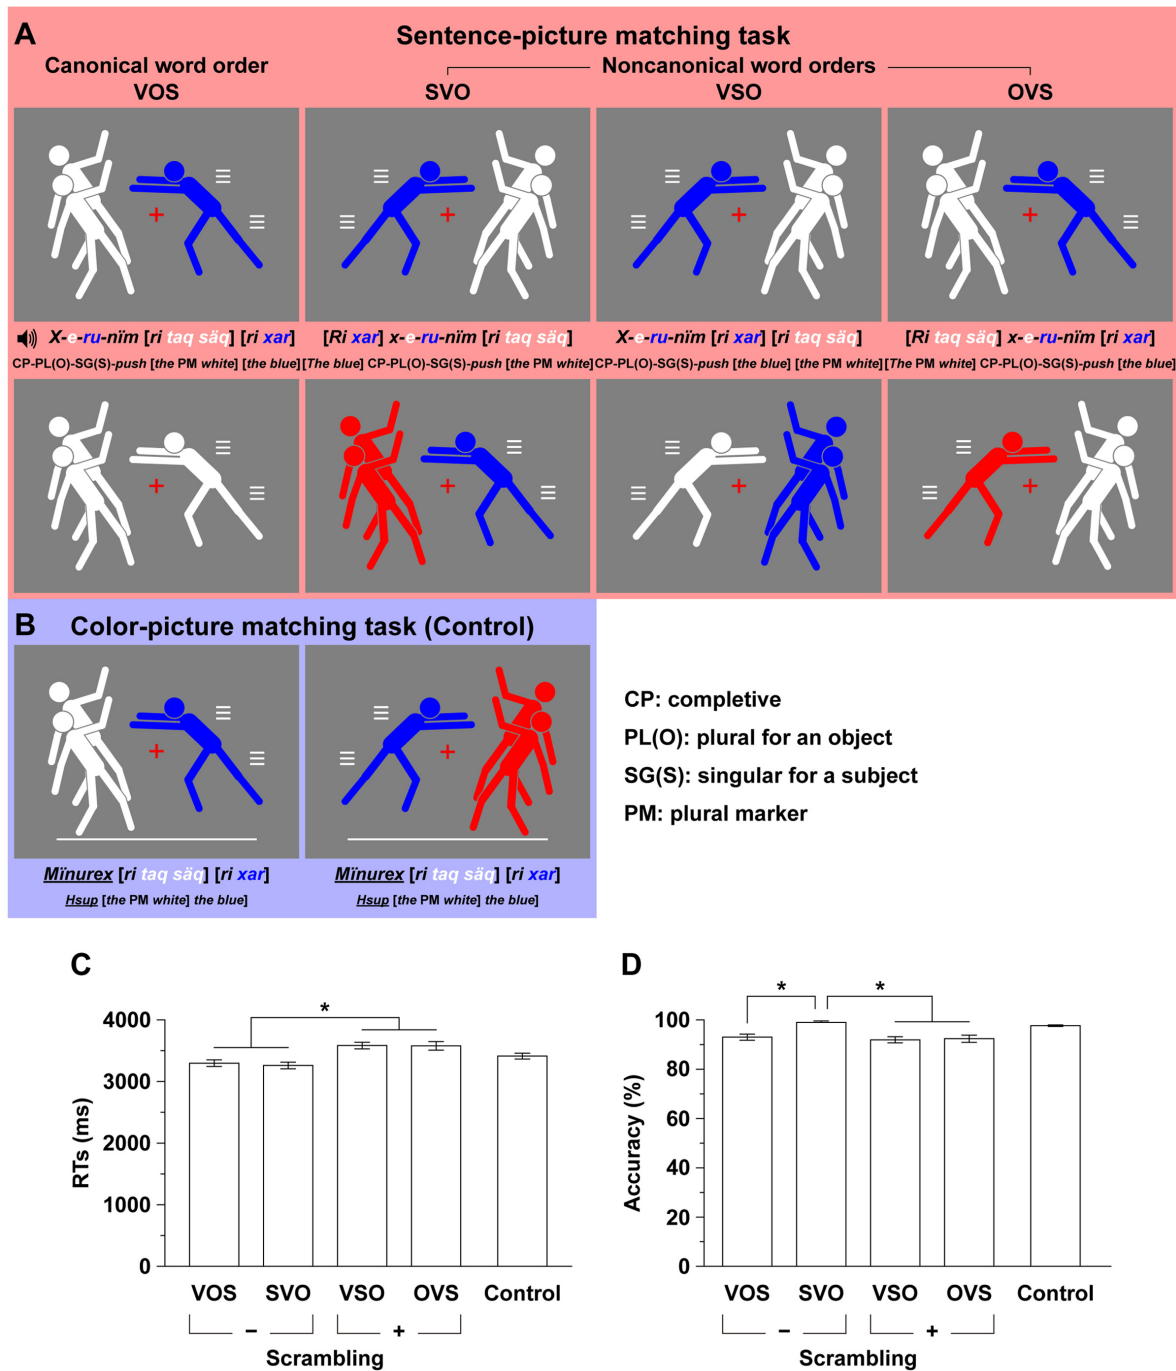 A
Sentence-picture matching task
Canonical word order
Noncanonical word orders
VOS
SVO
VSO
OVS
X-e-ru-nïm [ri taq säq] [ri xar]
[Ri xar] x-e-ru-nïm [ri taq säq]
X-e-ru-nïm [ri xar] [ri taq säq]
[Ri taq säq] x-e-ru-nïm [ri xar]
CP-PL(O)-SG(S)-push [the PM white] [the blue]
[The blue] CP-PL(O)-SG(S)-push [the PM white]
CP-PL(O)-SG(S)-push [the blue] [the PM white]
[The PM white] CP-PL(O)-SG(S)-push [the blue]
B
Color-picture matching task (Control)
Mïnurex [ri taq säq] [ri xar]
Mïnurex [ri taq säq] [ri xar]
Hsup [the PM white] the blue]
Hsup [the PM white] the blue]
CP: completive
PL(O): plural for an object
SG(S): singular for a subject
PM: plural marker
C
*
RTs (ms)
4000
3000
2000
1000
0
VOS SVO VSO OVS Control
− +
Scrambling
D
* *
Accuracy (%)
100
80
60
40
20
0
VOS SVO VSO OVS Control
− +
Scrambling